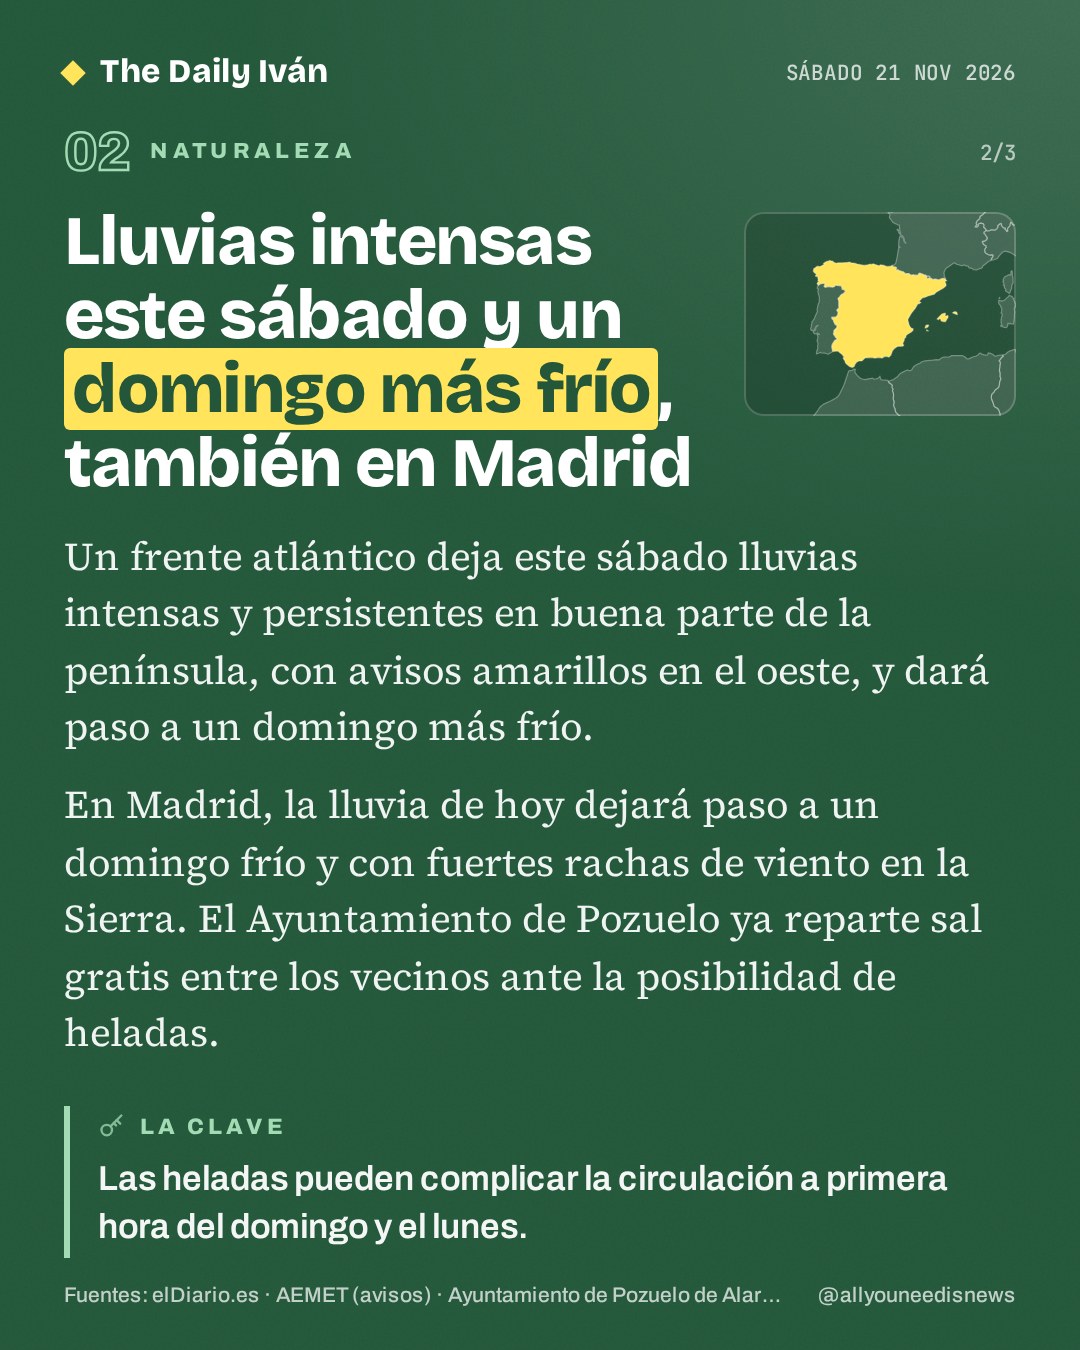 The Daily Iván
SÁBADO 21 NOV 2026
02 NATURALEZA
2/3
Lluvias intensas
este sábado y un
domingo más frío,
también en Madrid
Un frente atlántico deja este sábado lluvias
intensas y persistentes en buena parte de la
península, con avisos amarillos en el oeste, y dará
paso a un domingo más frío.
En Madrid, la lluvia de hoy dejará paso a un
domingo frío y con fuertes rachas de viento en la
Sierra. El Ayuntamiento de Pozuelo ya reparte sal
gratis entre los vecinos ante la posibilidad de
heladas.
LA CLAVE
Las heladas pueden complicar la circulación a primera
hora del domingo y el lunes.
Fuentes: elDiario.es · AEMET (avisos) · Ayuntamiento de Pozuelo de Alar...
@allyouneedisnews